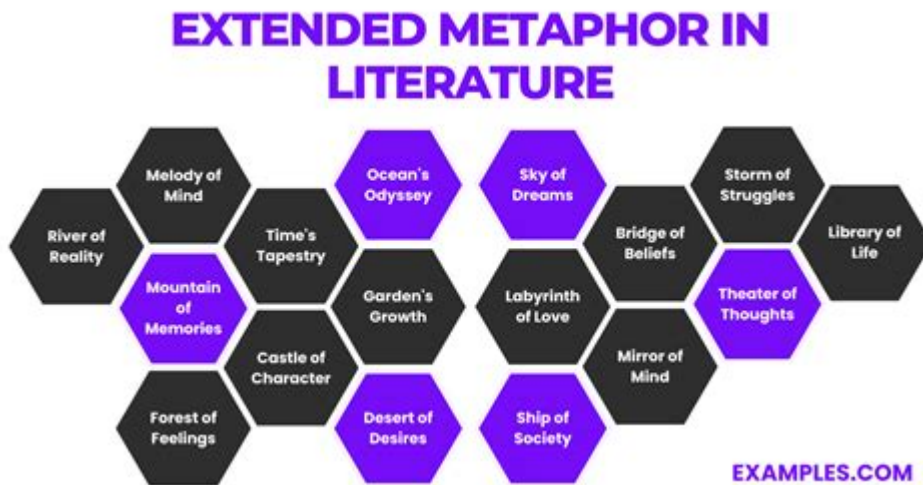 EXTENDED METAPHOR IN
LITERATURE
Melody of
Mind
Ocean's
Odyssey
Sky of
Dreams
Storm of
Struggles
River of
Reality
Time's
Tapestry
Bridge of
Beliefs
Library of
Life
Mountain
of
Memories
Garden's
Growth
Labyrinth
of Love
Theater of
Thoughts
Castle of
Character
Mirror of
Mind
Forest of
Feelings
Desert of
Desires
Ship of
Society
EXAMPLES.COM